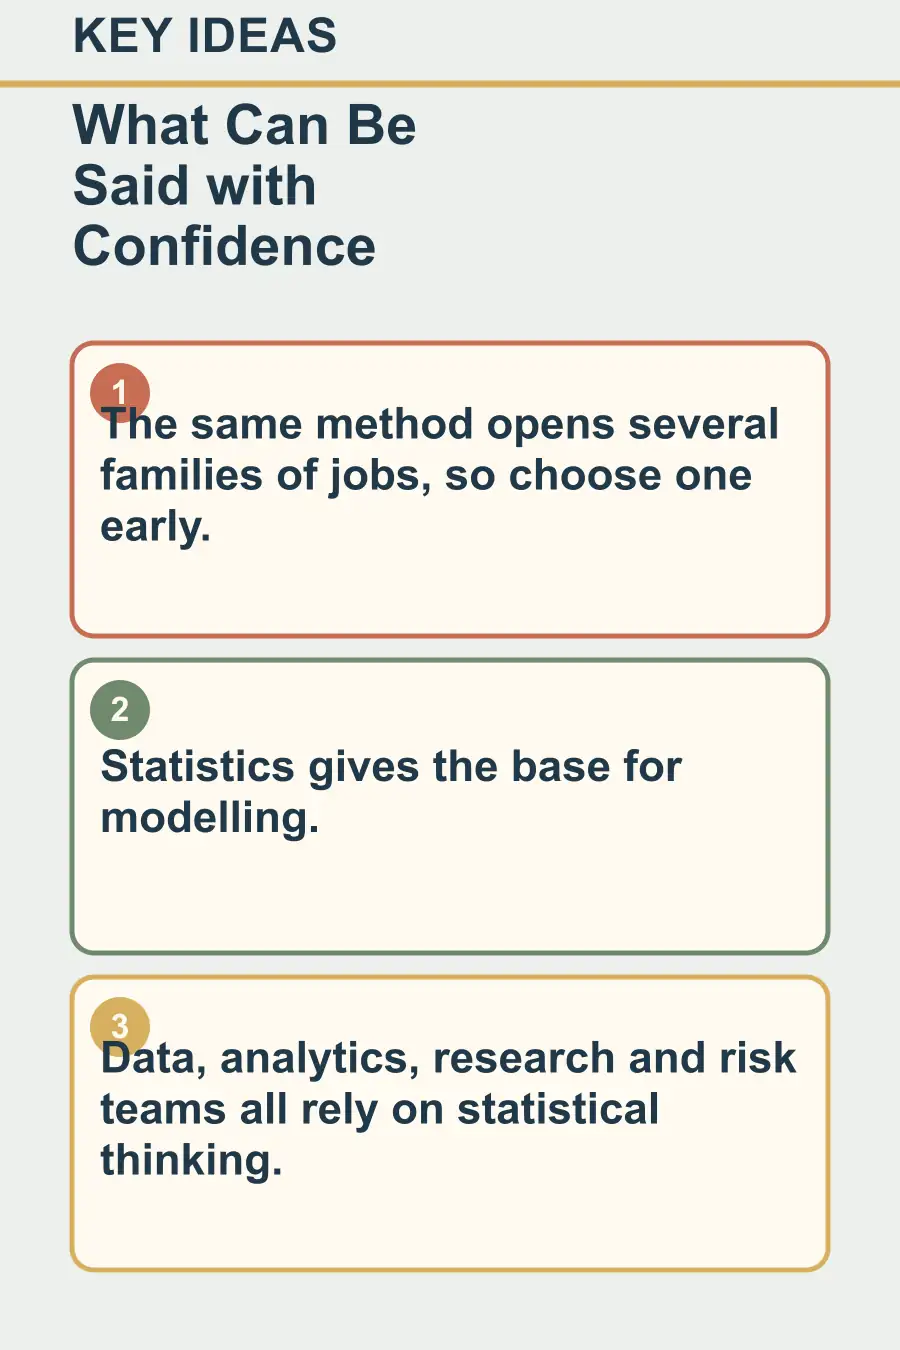 KEY IDEAS
What Can Be
Said with
Confidence
1
The same method opens several
families of jobs, so choose one
early.
2
Statistics gives the base for
modelling.
3
Data, analytics, research and risk
teams all rely on statistical
thinking.